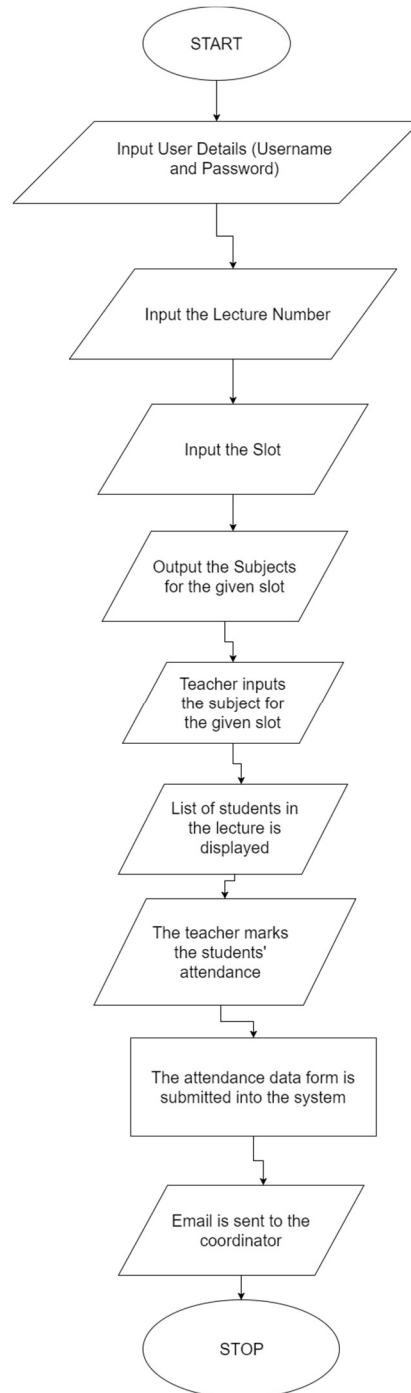 START
Input User Details (Username
and Password)
Input the Lecture Number
Input the Slot
Output the Subjects
for the given slot
Teacher inputs
the subject for
the given slot
List of students in
the lecture is
displayed
The teacher marks
the students'
attendance
The attendance data form is
submitted into the system
Email is sent to the
coordinator
STOP